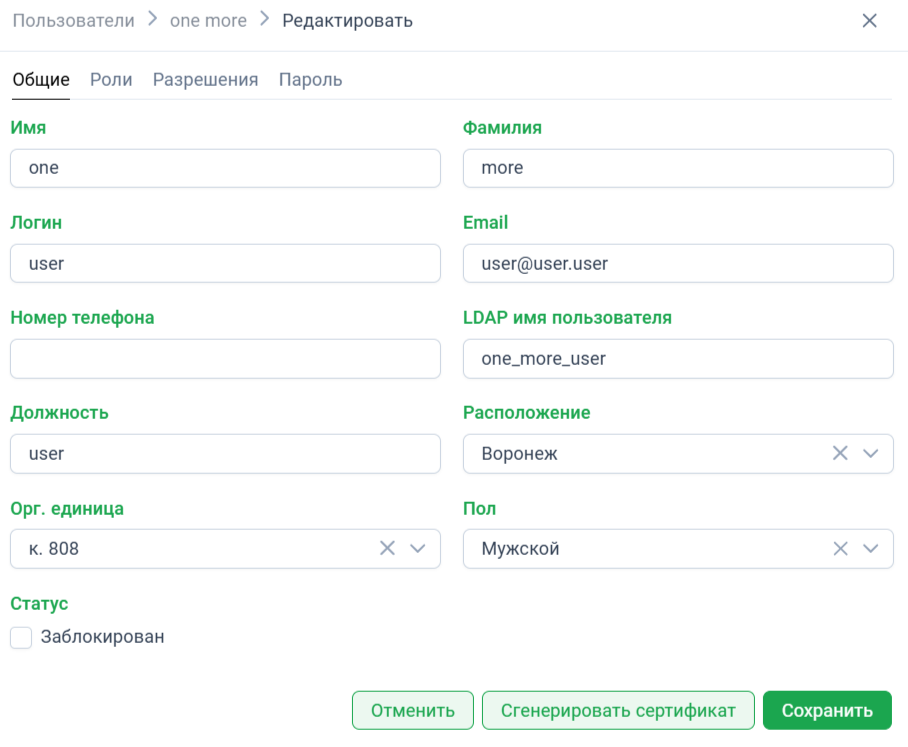 Пользователи > one more > Редактировать
Общие Роли Разрешения Пароль
Имя Фамилия
one more
Логин Email
user user@user.user
Номер телефона LDAP имя пользователя
one_more_user
Должность Расположение
user Воронеж
Орг. единица Пол
к. 808 Мужской
Статус
Заблокирован
Отменить Сгенерировать сертификат Сохранить